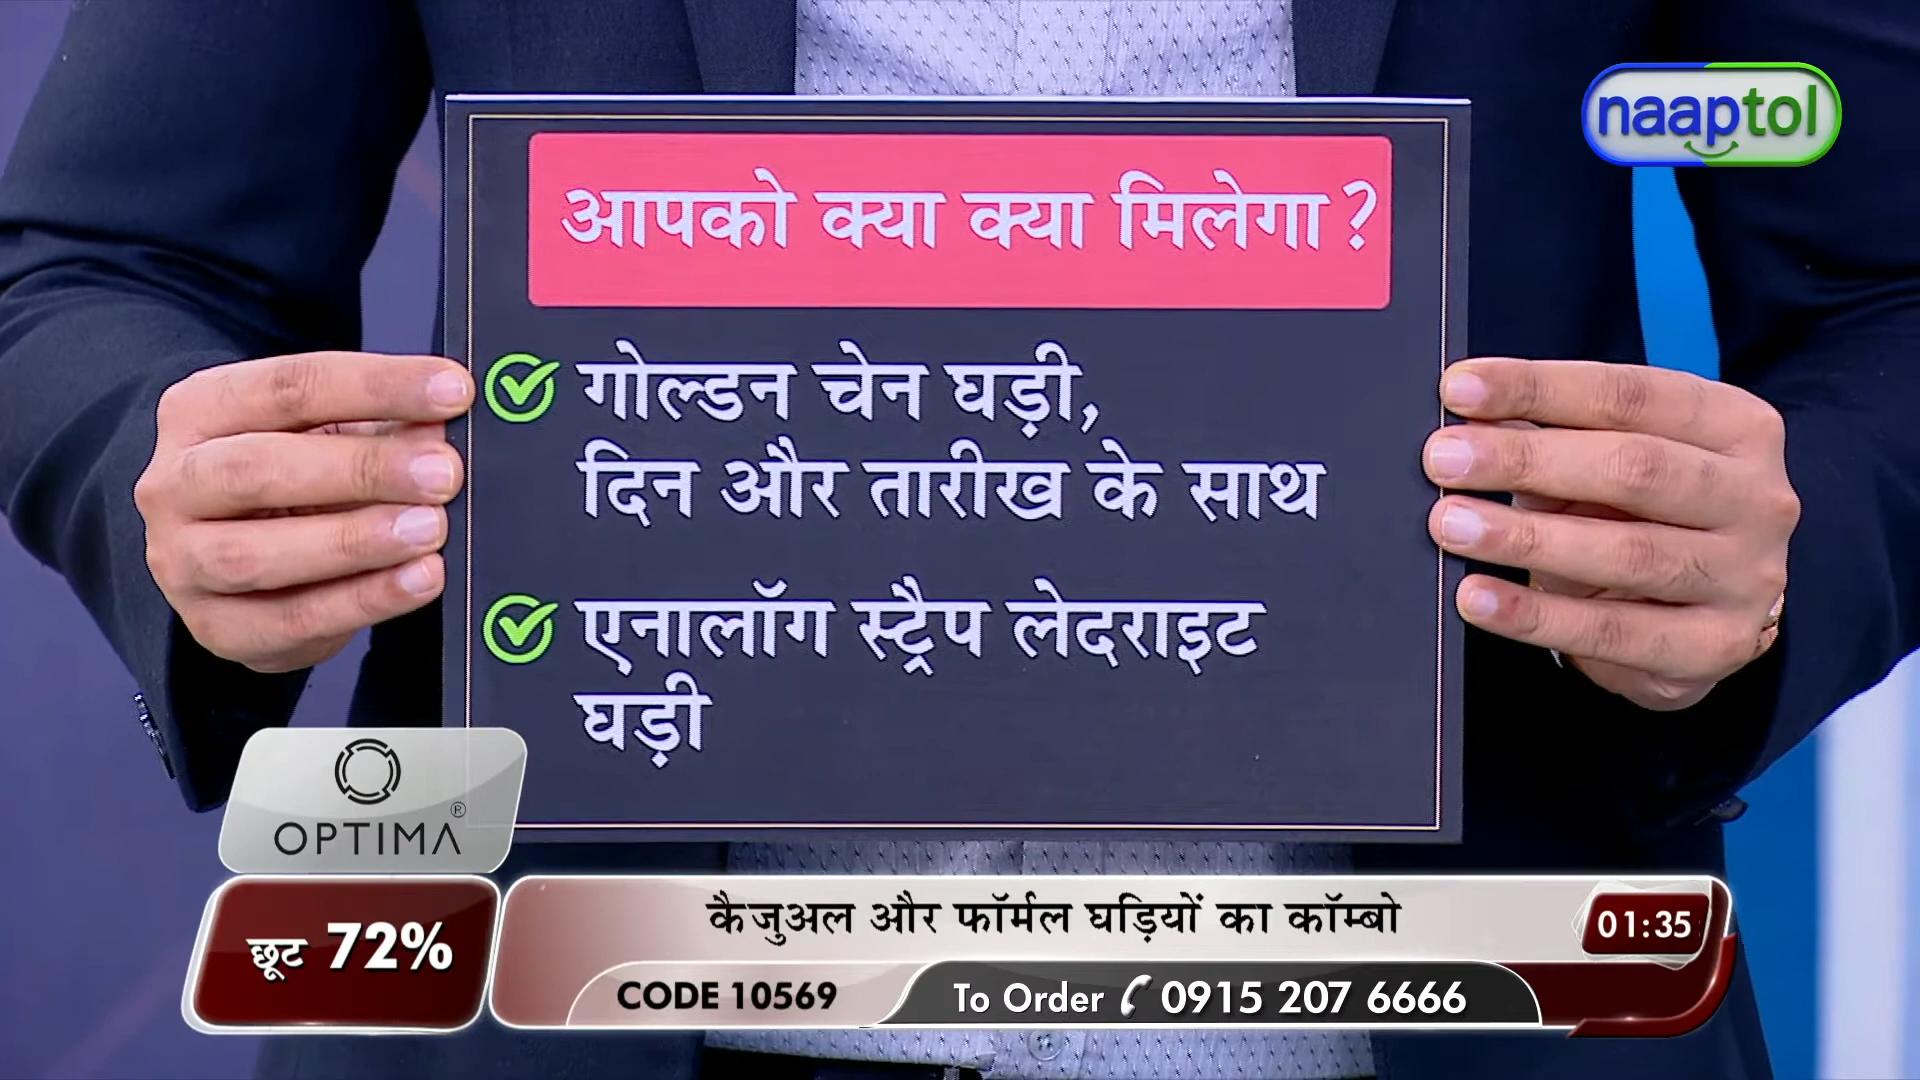 naaptol
आपको क्या क्या मिलेगा?
गोल्डन चेन घड़ी,
दिन और तारीख के साथ
एनालॉग स्ट्रैप लेदराइट
घड़ी
OPTIMA®
छूट 72%
कैजुअल और फॉर्मल घड़ियों का कॉम्बो
01:35
CODE 10569
To Order 0915 207 6666